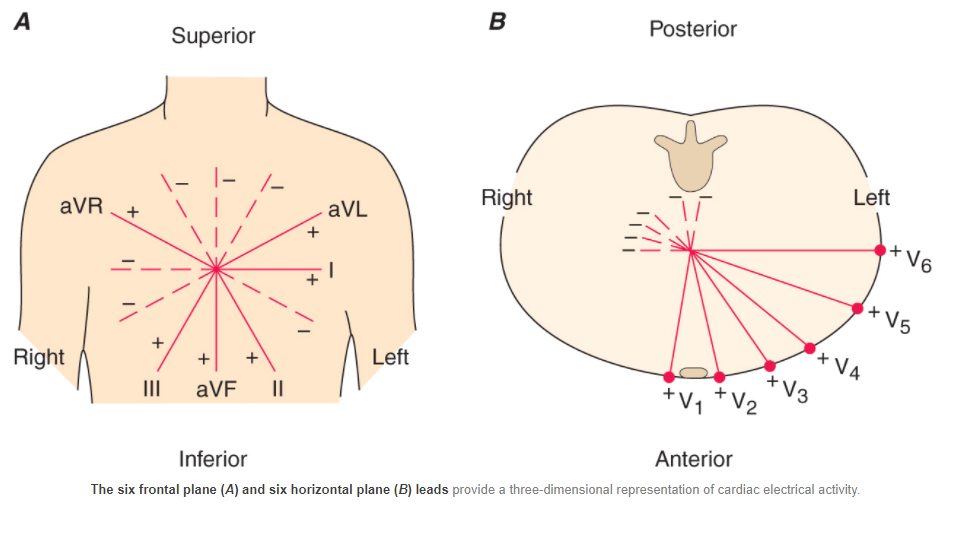 A
Superior
aVR
+
−
−
−
aVL
+
−
I
+
−
−
+
+
+
Right
Left
III
aVF
II
Inferior
B
Posterior
Right
Left
−
−
−
−
−
−
+ V6
+ V5
+ V4
+ V3
+ V1
+ V2
Anterior
The six frontal plane (A) and six horizontal plane (B) leads provide a three-dimensional representation of cardiac electrical activity.